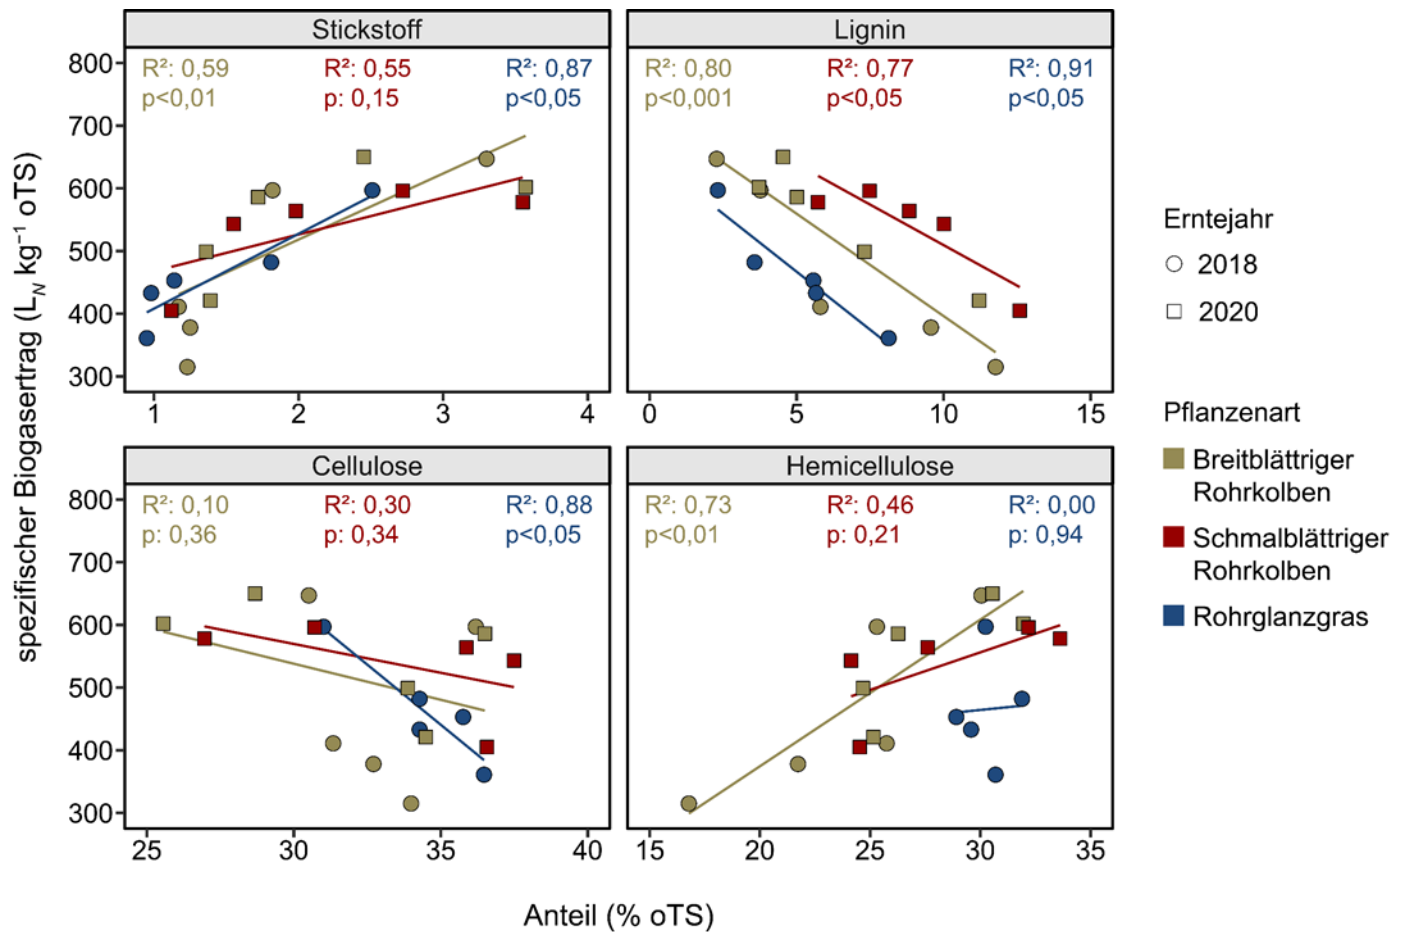 Stickstoff
Lignin
R²: 0,59
R²: 0,55
R²: 0,87
p<0,01
p: 0,15
p<0,05
R²: 0,80
R²: 0,77
R²: 0,91
p<0,001
p<0,05
p<0,05
800
700
600
500
400
300
1 2 3 4
0 5 10 15
Cellulose
Hemicellulose
R²: 0,10
R²: 0,30
R²: 0,88
p: 0,36
p: 0,34
p<0,05
R²: 0,73
R²: 0,46
R²: 0,00
p<0,01
p: 0,21
p: 0,94
800
700
600
500
400
300
25 30 35 40
15 20 25 30 35
spezifischer Biogasertrag (L_N kg⁻¹ oTS)
Anteil (% oTS)
Erntejahr
2018
2020
Pflanzenart
Breitblättriger
Rohrkolben
Schmalblättriger
Rohrkolben
Rohrglanzgras